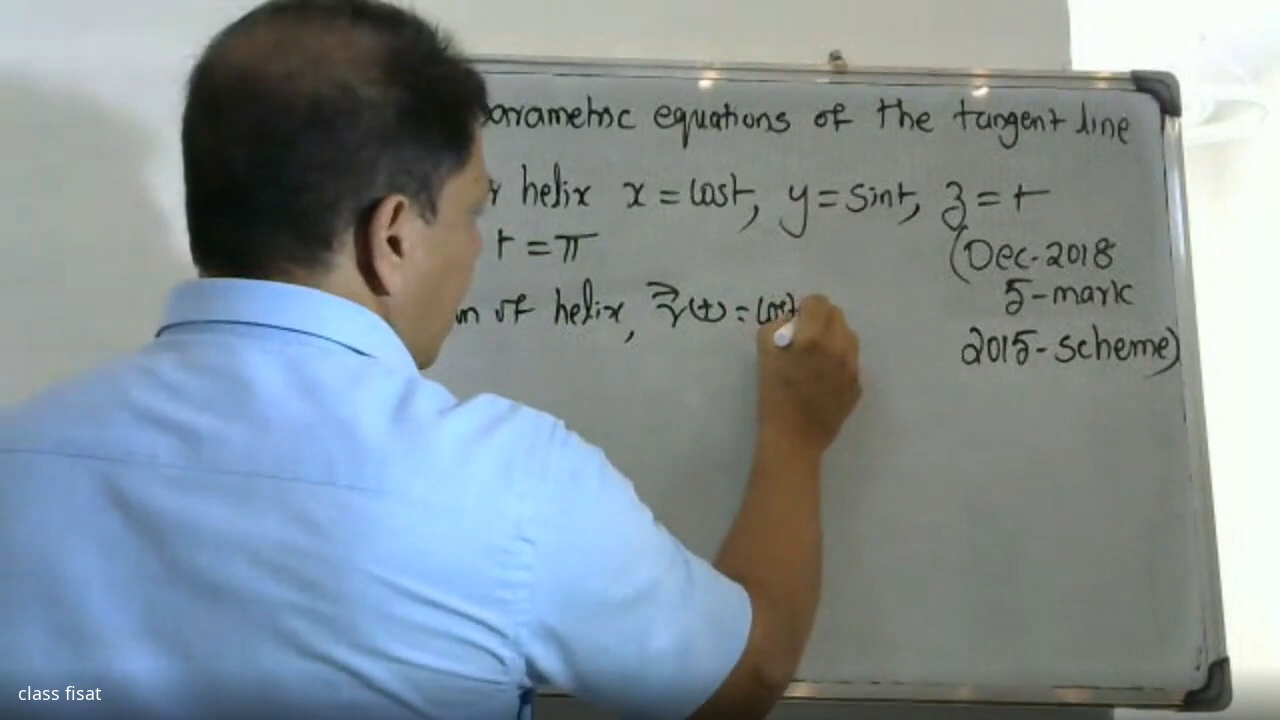 parametric equations of the tangent line
helix x = cost, y = sint, z = t
t = π
(Dec-2018
5-mark
2015-scheme)
of helix, r⃗(t) = cost
class fisat